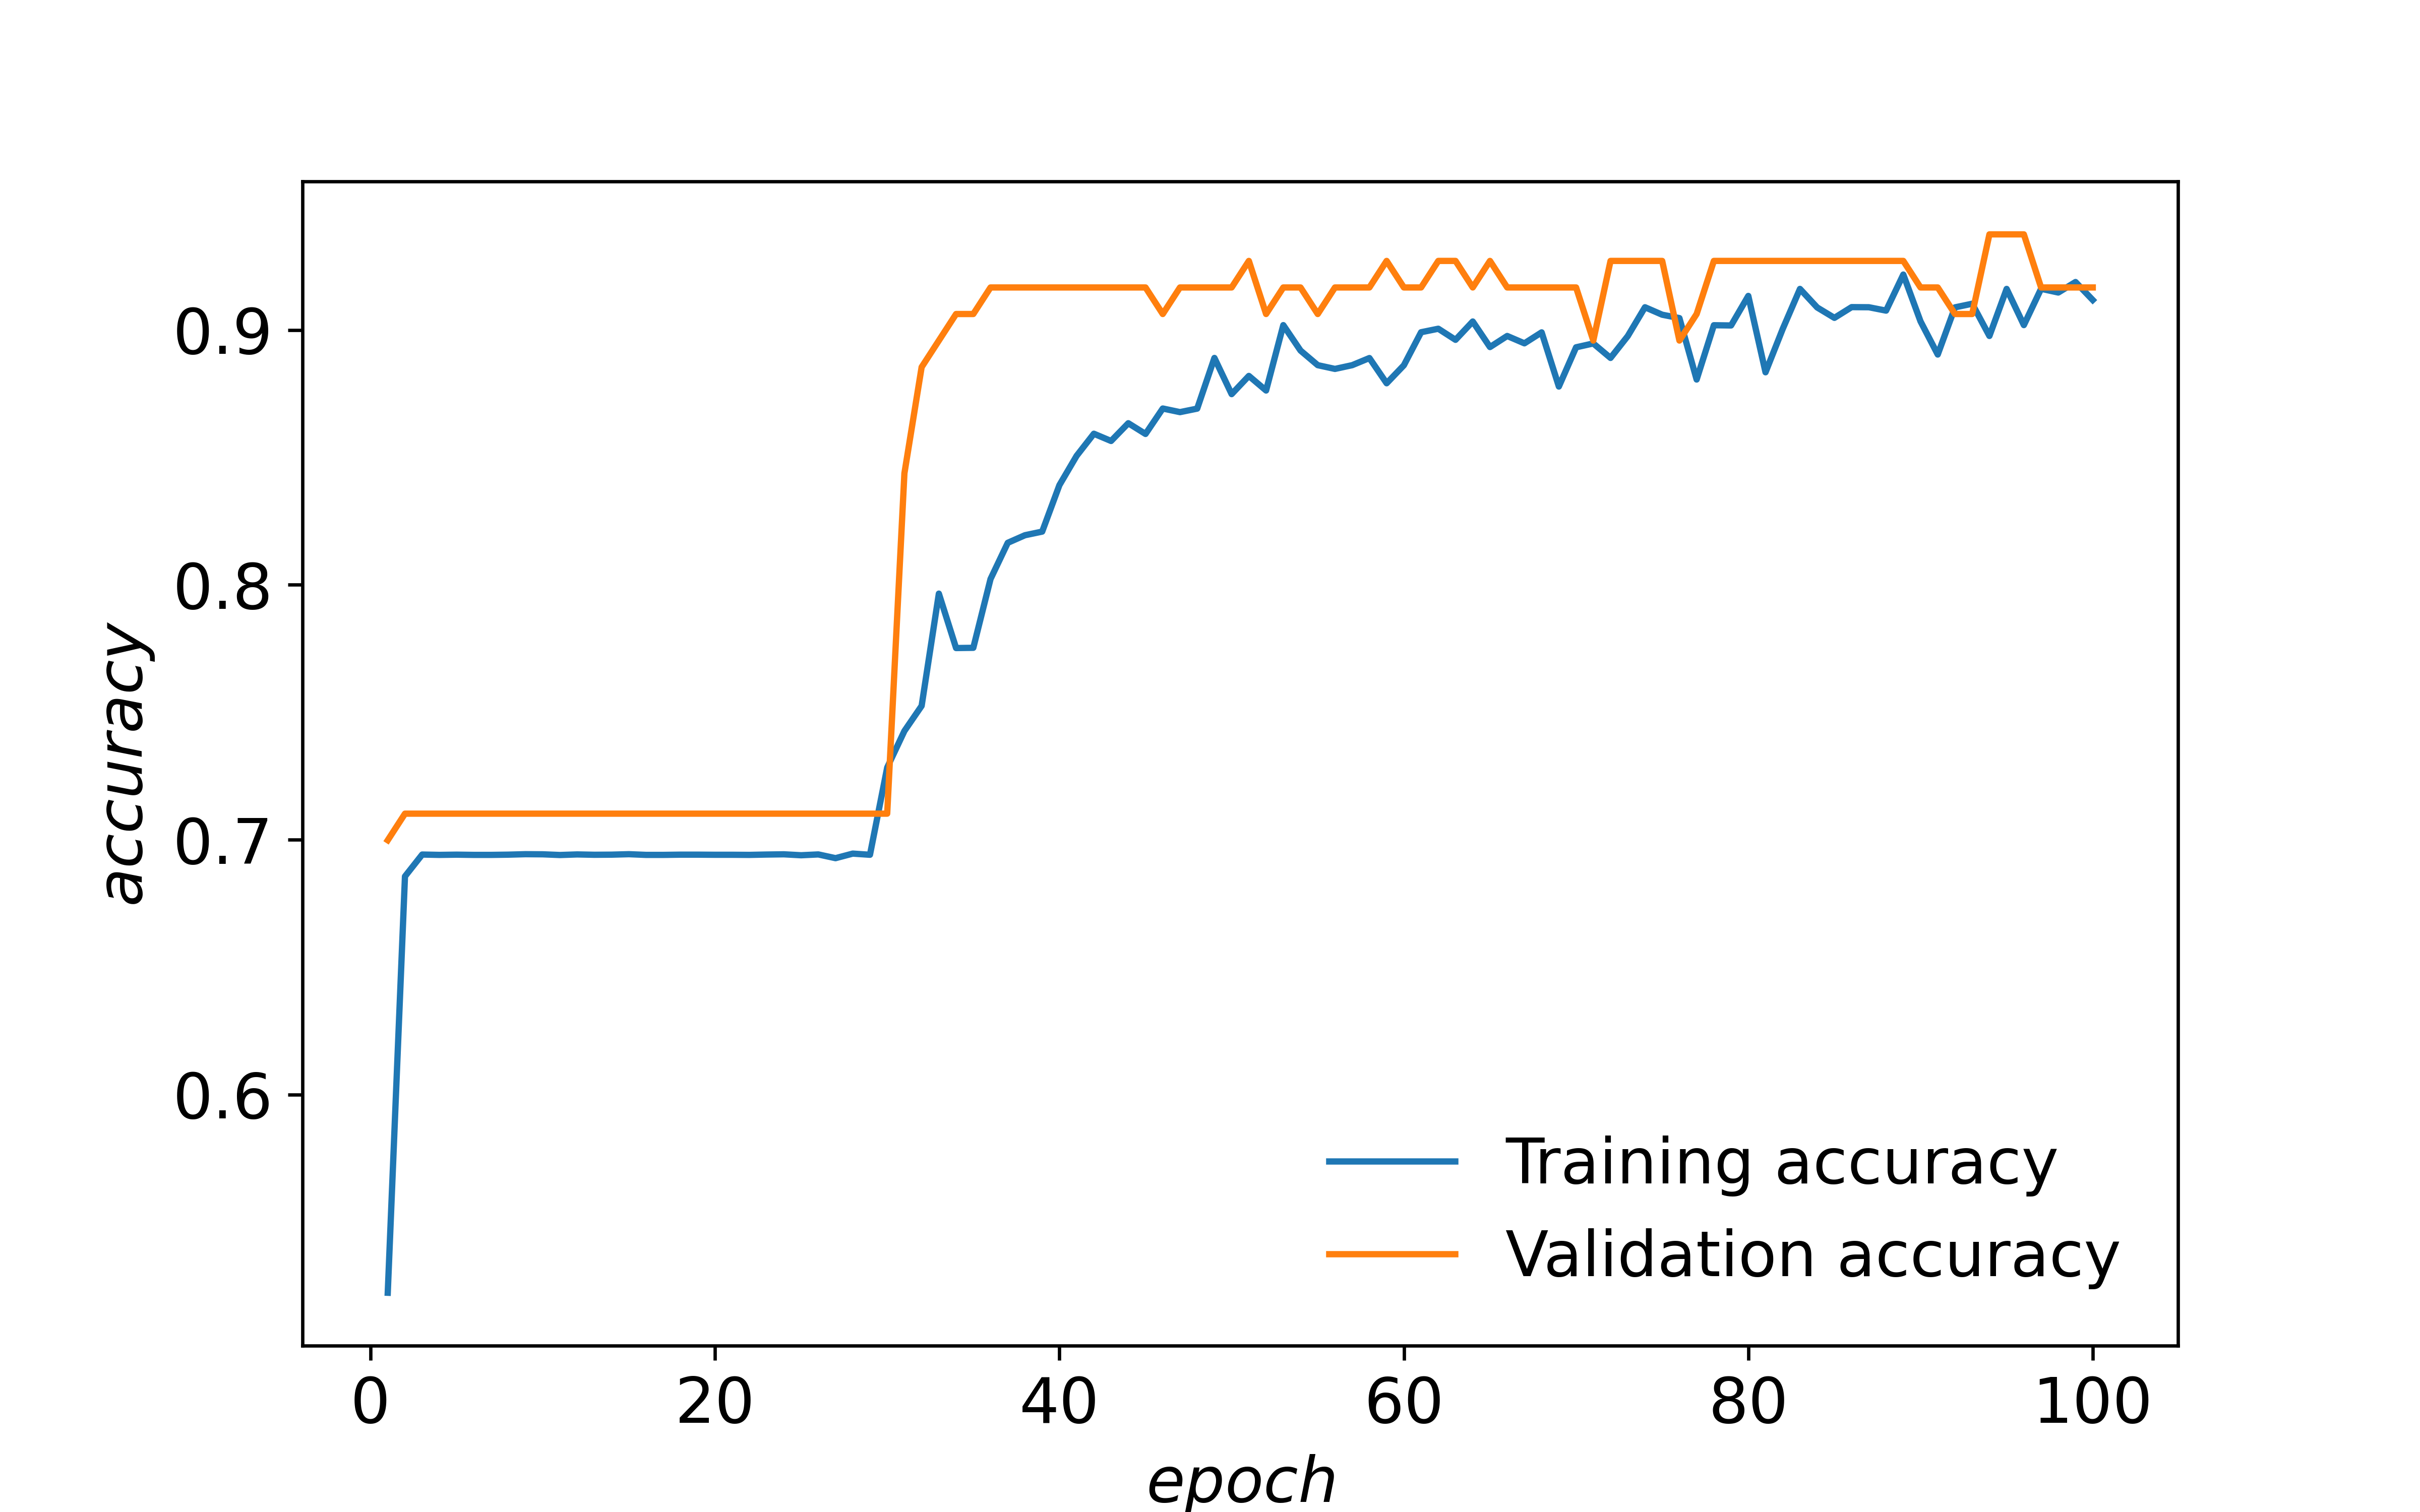 0.9
0.8
0.7
0.6
accuracy
Training accuracy
Validation accuracy
0 20 40 60 80 100
epoch